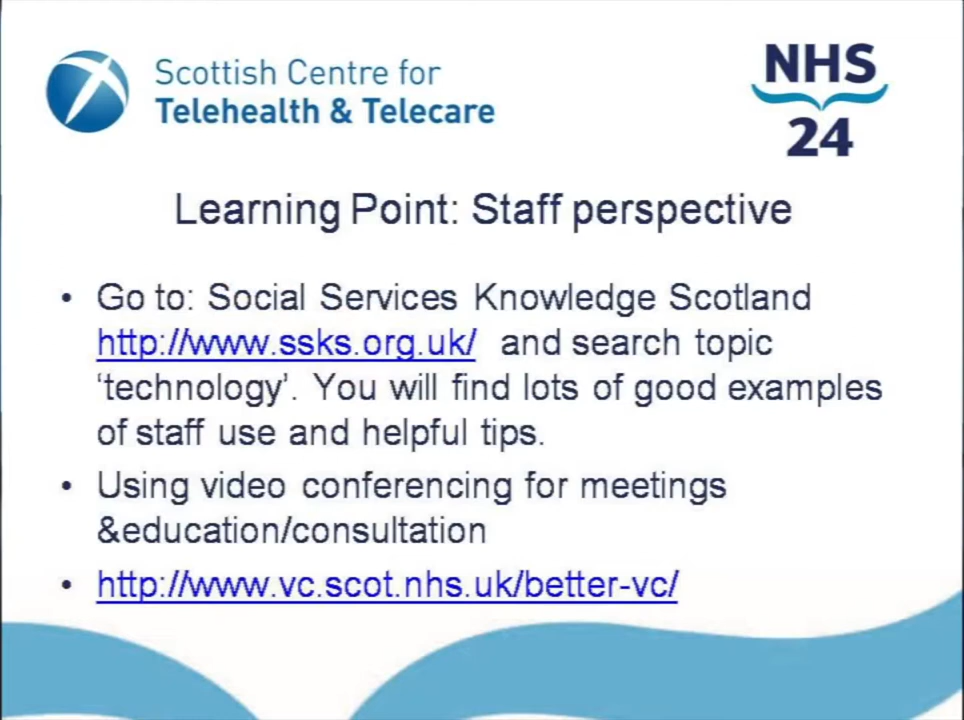 Scottish Centre for
Telehealth & Telecare
NHS
24
Learning Point: Staff perspective
• Go to: Social Services Knowledge Scotland
http://www.ssks.org.uk/ and search topic
‘technology’. You will find lots of good examples
of staff use and helpful tips.
• Using video conferencing for meetings
&education/consultation
• http://www.vc.scot.nhs.uk/better-vc/